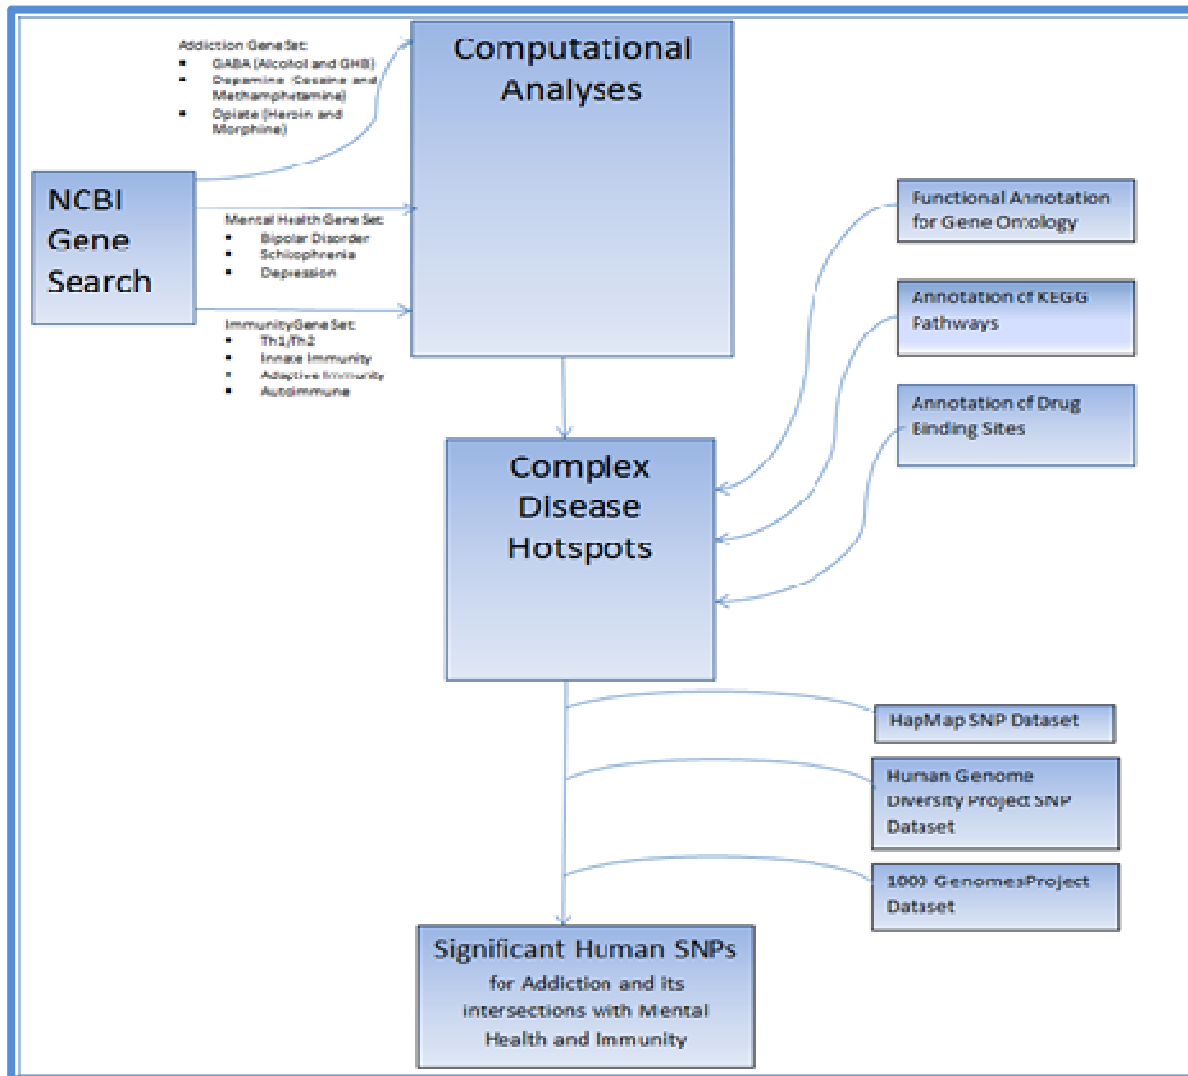 Addiction Gene Set:
▪ GABA (Alcohol and GHB)
▪ Dopamine (Cocaine and
Methamphetamine)
▪ Opiate (Heroin and
Morphine)
Computational
Analyses
NCBI
Gene
Search
Mental Health Gene Set:
▪ Bipolar Disorder
▪ Schizophrenia
▪ Depression
Immunity Gene Set:
▪ Th1/Th2
▪ Innate Immunity
▪ Adaptive Immunity
▪ Autoimmune
Functional Annotation
for Gene Ontology
Annotation of KEGG
Pathways
Annotation of Drug
Binding Sites
Complex
Disease
Hotspots
HapMap SNP Dataset
Human Genome
Diversity Project SNP
Dataset
1000 GenomesProject
Dataset
Significant Human SNPs
for Addiction and its
intersections with Mental
Health and Immunity